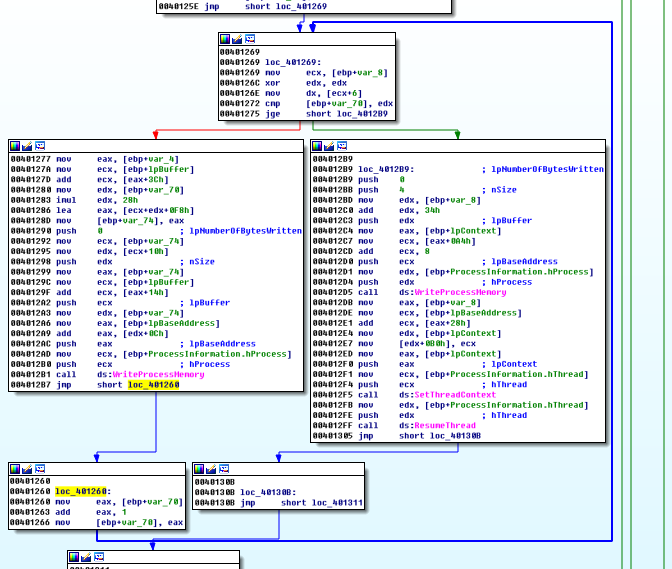 0040125E jmp     short loc_401269
00401269
00401269 loc_401269:
00401269 mov     ecx, [ebp+var_8]
0040126C xor     edx, edx
0040126E mov     dx, [ecx+6]
00401272 cmp     [ebp+var_70], edx
00401275 jge     short loc_4012B9
00401277 mov     eax, [ebp+var_4]
0040127A mov     ecx, [ebp+lpBuffer]
0040127D add     ecx, [eax+3Ch]
00401280 mov     edx, [ebp+var_70]
00401283 imul    edx, 28h
00401286 lea     eax, [ecx+edx+0F8h]
0040128D mov     [ebp+var_74], eax
00401290 push    0               ; lpNumberOfBytesWritten
00401292 mov     ecx, [ebp+var_74]
00401295 mov     edx, [ecx+10h]
00401298 push    edx             ; nSize
00401299 mov     eax, [ebp+var_74]
0040129C mov     ecx, [ebp+lpBuffer]
0040129F add     ecx, [eax+14h]
004012A2 push    ecx             ; lpBuffer
004012A3 mov     edx, [ebp+var_74]
004012A6 mov     eax, [ebp+lpBaseAddress]
004012A9 add     eax, [edx+0Ch]
004012AC push    eax             ; lpBaseAddress
004012AD mov     ecx, [ebp+ProcessInformation.hProcess]
004012B0 push    ecx             ; hProcess
004012B1 call    ds:WriteProcessMemory
004012B7 jmp     short loc_401260
004012B9
004012B9 loc_4012B9:             ; lpNumberOfBytesWritten
004012B9 push    0
004012BB push    4               ; nSize
004012BD mov     edx, [ebp+var_8]
004012C0 add     edx, 34h
004012C3 push    edx             ; lpBuffer
004012C4 mov     eax, [ebp+lpContext]
004012C7 mov     ecx, [eax+0A4h]
004012CD add     ecx, 8
004012D0 push    ecx             ; lpBaseAddress
004012D1 mov     edx, [ebp+ProcessInformation.hProcess]
004012D4 push    edx             ; hProcess
004012D5 call    ds:WriteProcessMemory
004012DB mov     eax, [ebp+var_8]
004012DE mov     ecx, [ebp+lpBaseAddress]
004012E1 add     ecx, [eax+28h]
004012E4 mov     edx, [ebp+lpContext]
004012E7 mov     [edx+0B0h], ecx
004012ED mov     eax, [ebp+lpContext]
004012F0 push    eax             ; lpContext
004012F1 mov     ecx, [ebp+ProcessInformation.hThread]
004012F4 push    ecx             ; hThread
004012F5 call    ds:SetThreadContext
004012FB mov     edx, [ebp+ProcessInformation.hThread]
004012FE push    edx             ; hThread
004012FF call    ds:ResumeThread
00401305 jmp     short loc_40130B
00401260
00401260 loc_401260:
00401260 mov     eax, [ebp+var_70]
00401263 add     eax, 1
00401266 mov     [ebp+var_70], eax
0040130B
0040130B loc_40130B:
0040130B jmp     short loc_401311